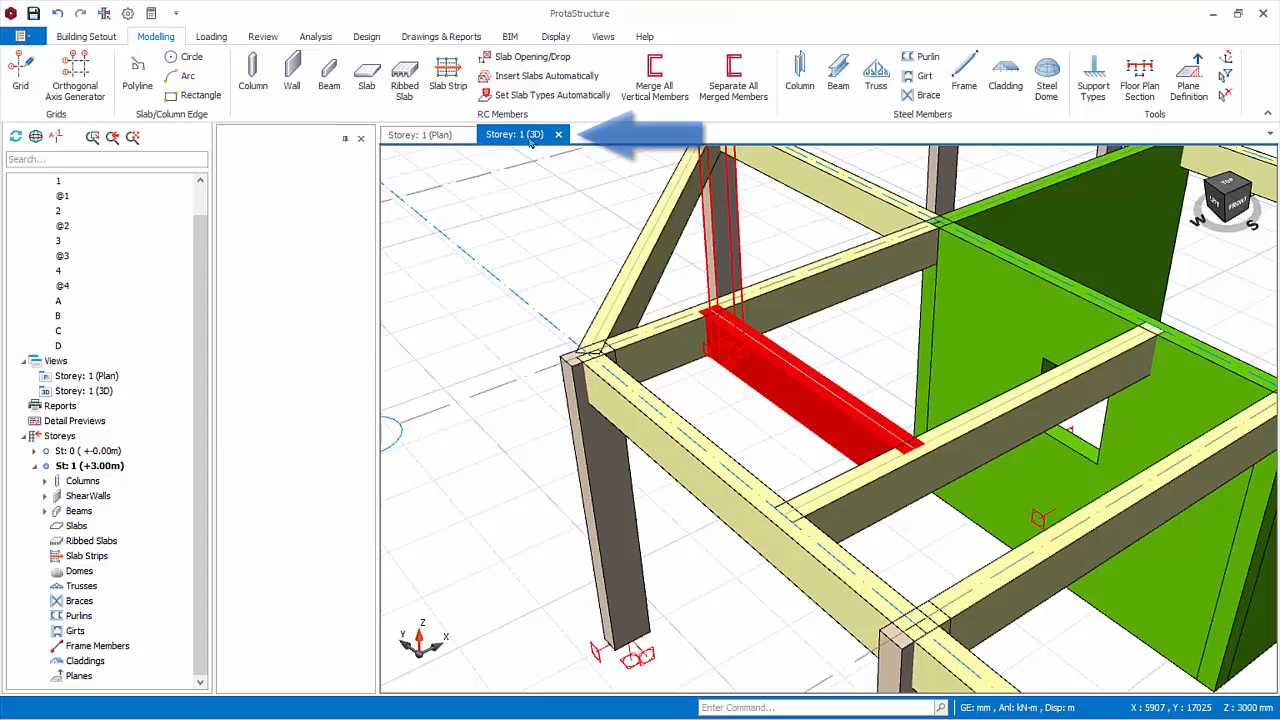 ProtaStructure
Building Setout
Modelling
Loading
Review
Analysis
Design
Drawings & Reports
BIM
Display
Views
Help
Grid
Orthogonal
Axis Generator
Grids
Polyline
Circle
Arc
Rectangle
Slab/Column Edge
Column
Wall
Beam
Slab
Ribbed
Slab
Slab Strip
Slab Opening/Drop
Insert Slabs Automatically
Set Slab Types Automatically
Merge All
Vertical Members
Separate All
Merged Members
RC Members
Column
Beam
Truss
Purlin
Girt
Brace
Frame
Cladding
Steel
Dome
Steel Members
Support
Types
Floor Plan
Section
Plane
Definition
Tools
Search...
1
@1
2
@2
3
@3
4
@4
A
B
C
D
Views
Storey: 1 (Plan)
Storey: 1 (3D)
Reports
Detail Previews
Storeys
St: 0 ( +-0.00m)
St: 1 (+3.00m)
Columns
ShearWalls
Beams
Slabs
Ribbed Slabs
Slab Strips
Domes
Trusses
Braces
Purlins
Girts
Frame Members
Claddings
Planes
Storey: 1 (Plan)
Storey: 1 (3D)
TOP
LEFT
FRONT
W
S
Z
Y
X
Enter Command...
GE: mm, Anl: kN-m , Disp: m
X : 5907 , Y : 17025
Z : 3000 mm